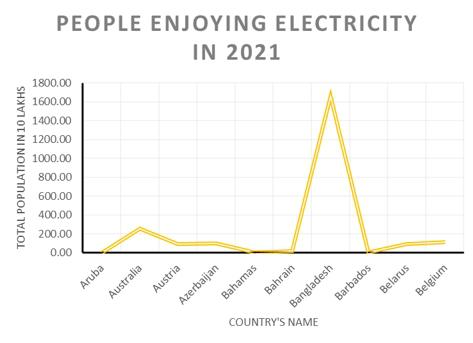 PEOPLE ENJOYING ELECTRICITY
IN 2021
TOTAL POPULATION IN 10 LAKHS
1800.00
1600.00
1400.00
1200.00
1000.00
800.00
600.00
400.00
200.00
0.00
Aruba
Australia
Austria
Azerbaijan
Bahamas
Bahrain
Bangladesh
Barbados
Belarus
Belgium
COUNTRY'S NAME